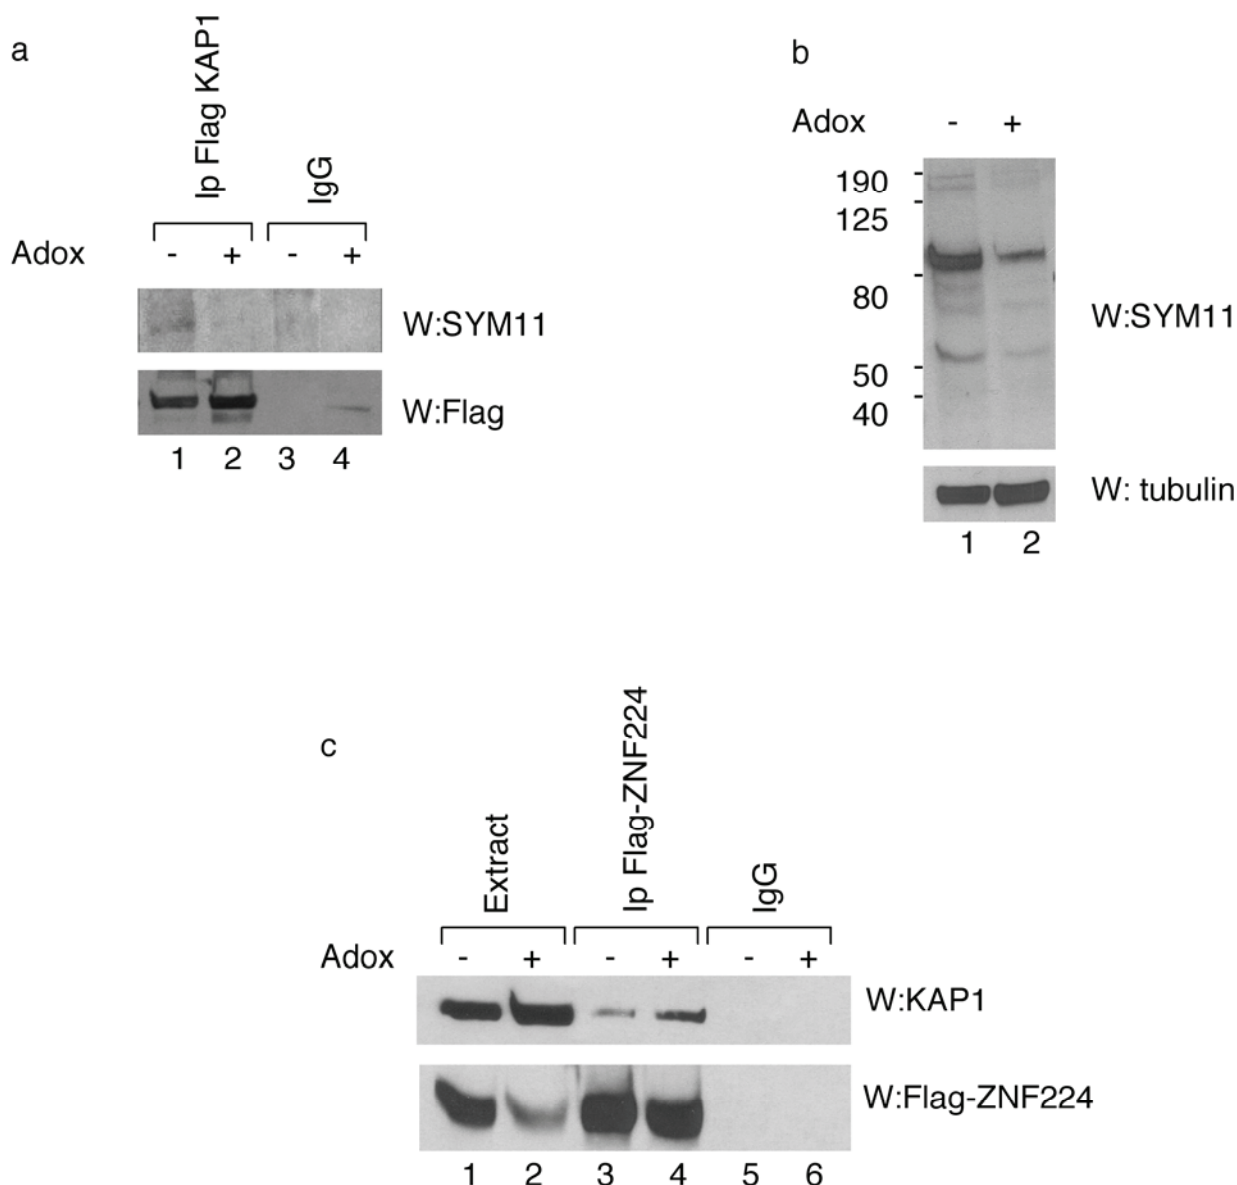 a
Ip Flag KAP1
IgG
Adox - + - +
W:SYM11
W:Flag
1 2 3 4
b
Adox - +
190
125
80
50
40
W:SYM11
W: tubulin
1 2
c
Extract
Ip Flag-ZNF224
IgG
Adox - + - + - +
W:KAP1
W:Flag-ZNF224
1 2 3 4 5 6